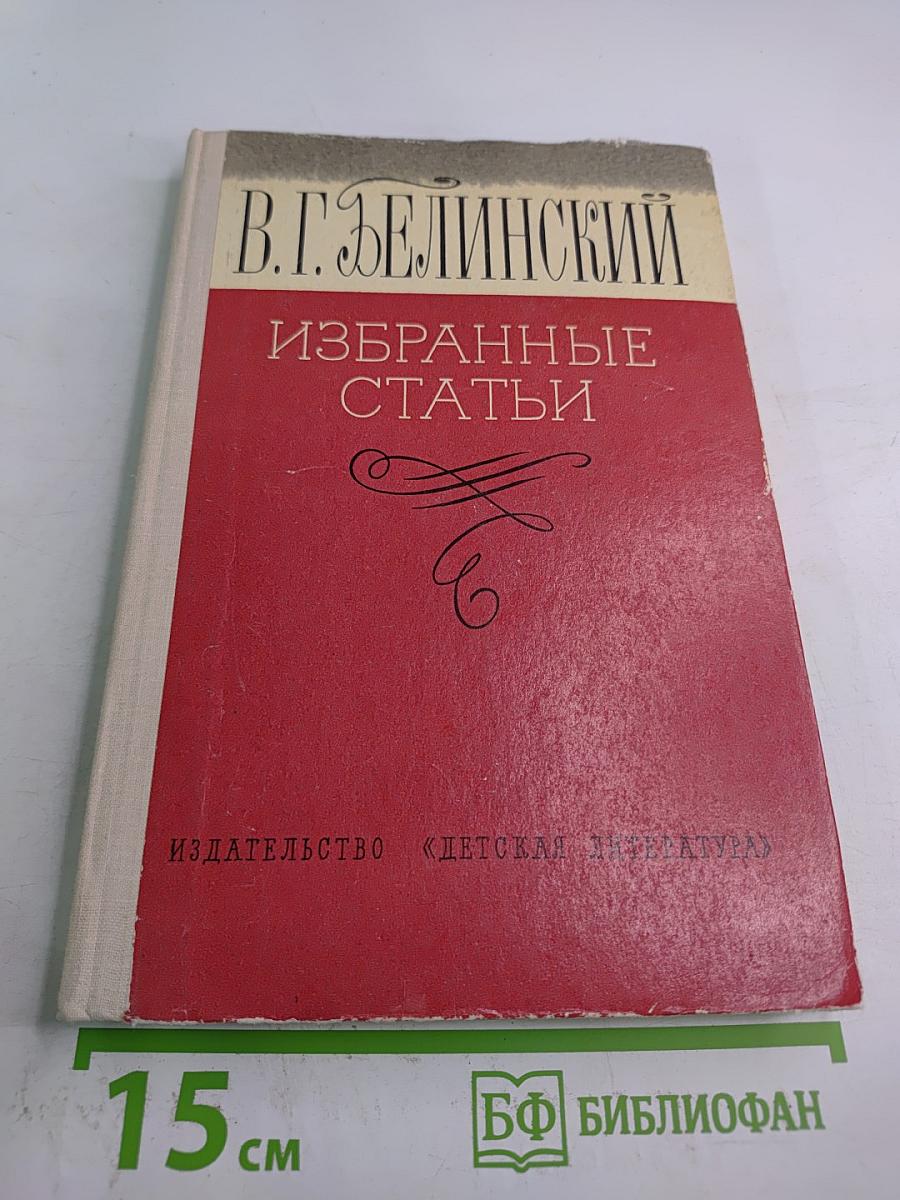 В.Г. БЕЛИНСКИЙ
ИЗБРАННЫЕ
СТАТЬИ
ИЗДАТЕЛЬСТВО «ДЕТСКАЯ ЛИТЕРАТУРА»
15 см
БФ БИБЛИОФАН